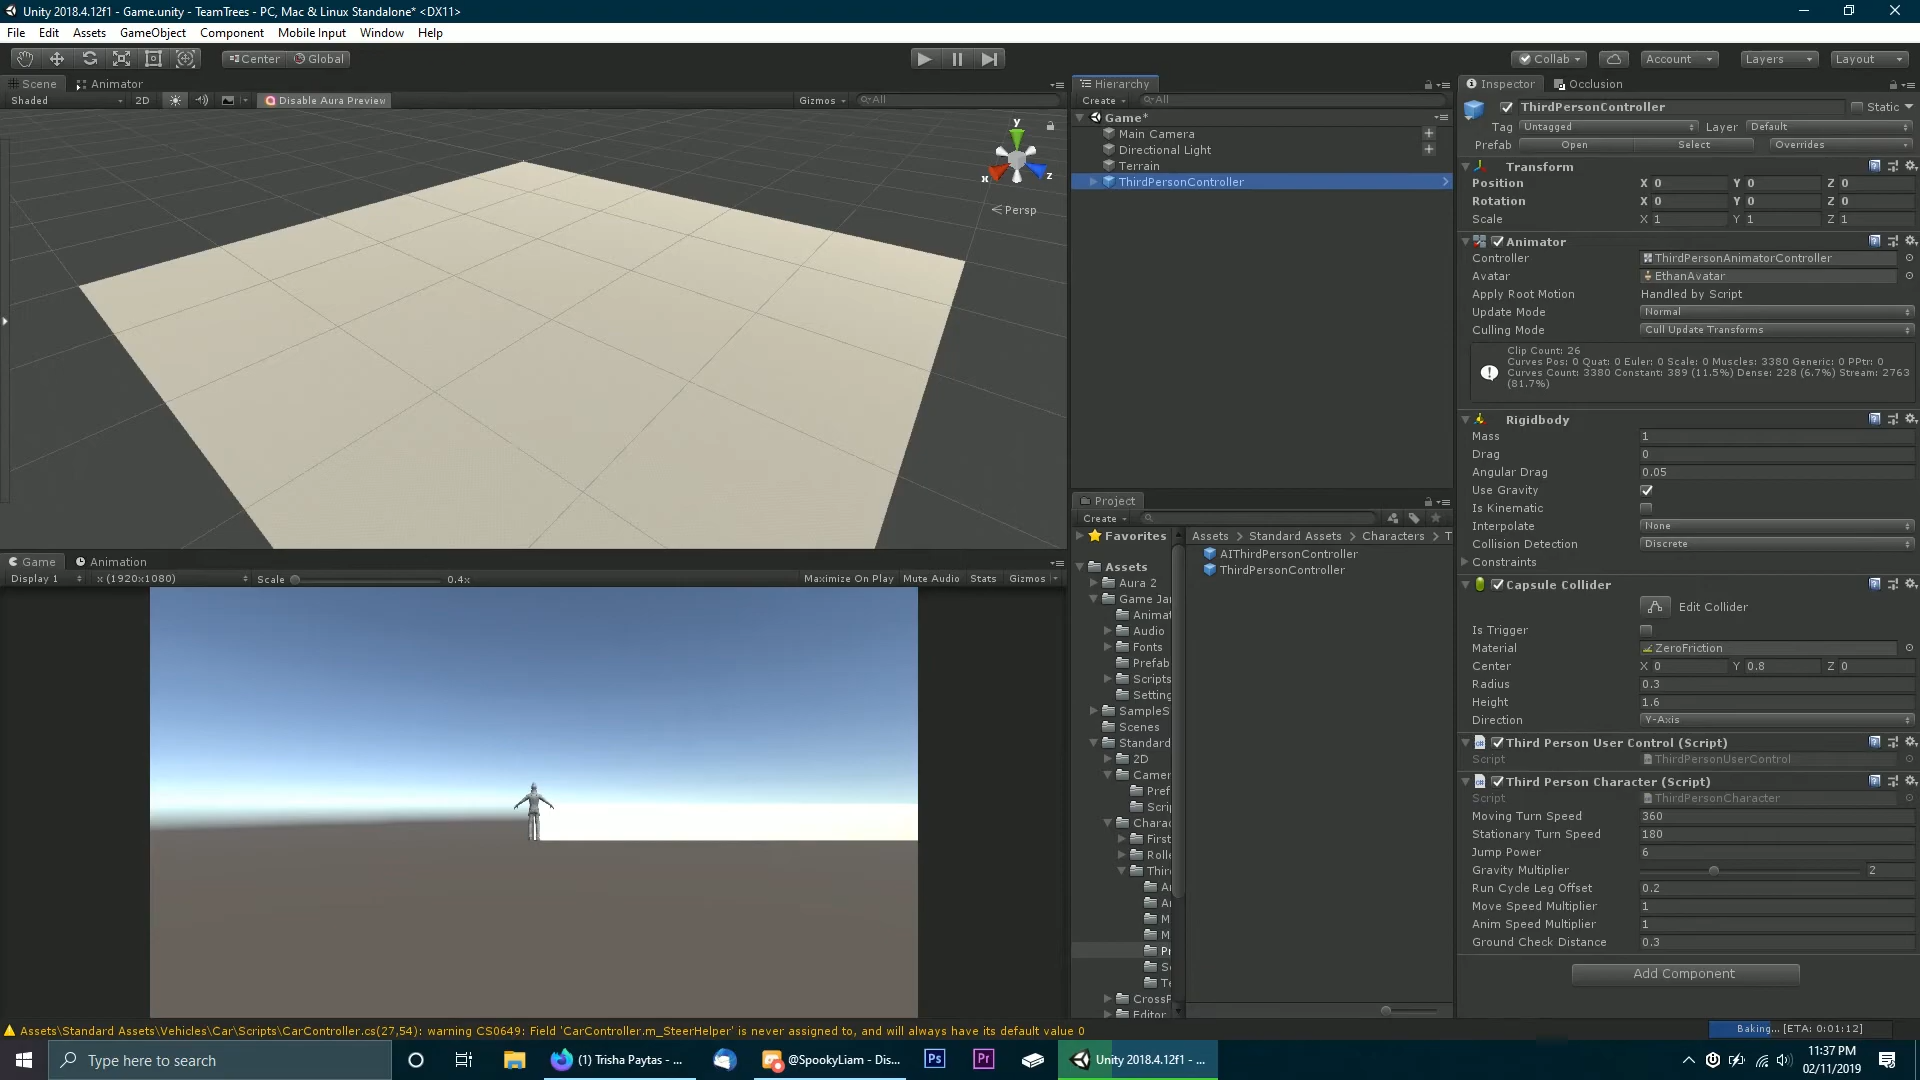 Unity 2018.4.12f1 - Game.unity - TeamTrees - PC, Mac & Linux Standalone* <DX11>
File Edit Assets GameObject Component Mobile Input Window Help
Center Global
Collab Account Layers Layout
Scene Animator
Shaded 2D Disable Aura Preview Gizmos All
y
x z
Persp
Game Animation
Display 1 x (1920x1080) Scale 0.4x Maximize On Play Mute Audio Stats Gizmos
Hierarchy
Create All
Game*
Main Camera
Directional Light
Terrain
ThirdPersonController
Project
Create
Favorites
Assets
Aura 2
Game Ja
Animat
Audio
Fonts
Prefab
Scripts
Setting
SampleS
Scenes
Standard
2D
Camer
Pref
Scri
Charac
First
Rolle
Thir
A
A
M
M
P
S
Te
CrossP
Editor
Assets > Standard Assets > Characters > T
AIThirdPersonController
ThirdPersonController
Inspector Occlusion
ThirdPersonController Static
Tag Untagged Layer Default
Prefab Open Select Overrides
Transform
Position X 0 Y 0 Z 0
Rotation X 0 Y 0 Z 0
Scale X 1 Y 1 Z 1
Animator
Controller ThirdPersonAnimatorController
Avatar EthanAvatar
Apply Root Motion Handled by Script
Update Mode Normal
Culling Mode Cull Update Transforms
Clip Count: 26
Curves Pos: 0 Quat: 0 Euler: 0 Scale: 0 Muscles: 3380 Generic: 0 PPtr: 0
Curves Count: 3380 Constant: 389 (11.5%) Dense: 228 (6.7%) Stream: 2763
(81.7%)
Rigidbody
Mass 1
Drag 0
Angular Drag 0.05
Use Gravity
Is Kinematic
Interpolate None
Collision Detection Discrete
Constraints
Capsule Collider
Edit Collider
Is Trigger
Material ZeroFriction
Center X 0 Y 0.8 Z 0
Radius 0.3
Height 1.6
Direction Y-Axis
Third Person User Control (Script)
Script ThirdPersonUserControl
Third Person Character (Script)
Script ThirdPersonCharacter
Moving Turn Speed 360
Stationary Turn Speed 180
Jump Power 6
Gravity Multiplier 2
Run Cycle Leg Offset 0.2
Move Speed Multiplier 1
Anim Speed Multiplier 1
Ground Check Distance 0.3
Add Component
Assets\Standard Assets\Vehicles\Car\Scripts\CarController.cs(27,54): warning CS0649: Field 'CarController.m_SteerHelper' is never assigned to, and will always have its default value 0
Baking... [ETA: 0:01:12]
Type here to search
(1) Trisha Paytas - ...
@SpookyLiam - Dis...
Ps
Pr
Unity 2018.4.12f1 - ...
11:37 PM
02/11/2019